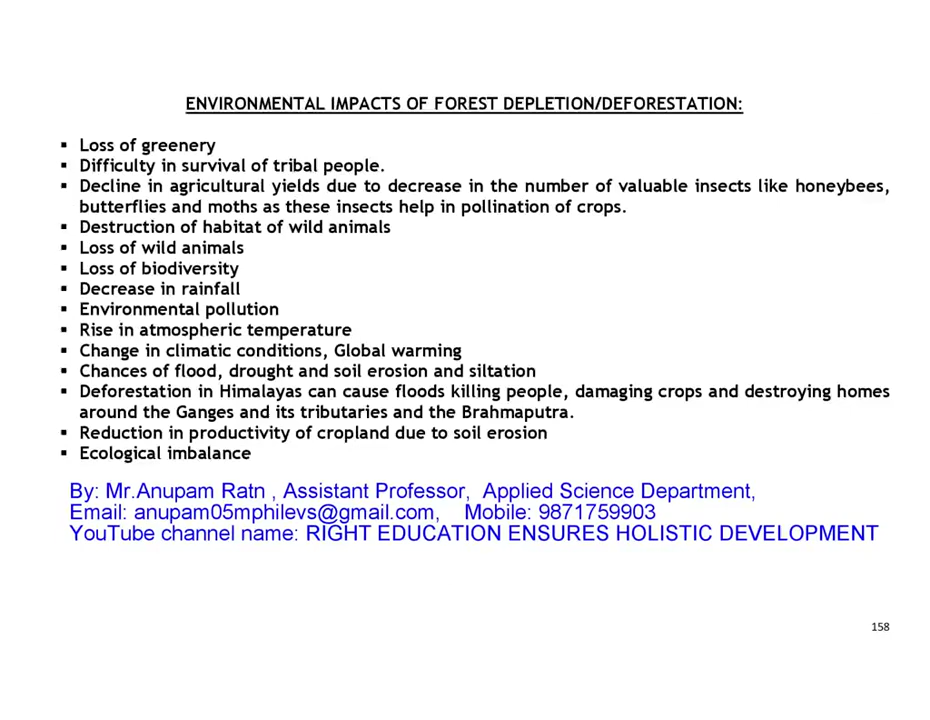 ENVIRONMENTAL IMPACTS OF FOREST DEPLETION/DEFORESTATION:
▪ Loss of greenery
▪ Difficulty in survival of tribal people.
▪ Decline in agricultural yields due to decrease in the number of valuable insects like honeybees,
butterflies and moths as these insects help in pollination of crops.
▪ Destruction of habitat of wild animals
▪ Loss of wild animals
▪ Loss of biodiversity
▪ Decrease in rainfall
▪ Environmental pollution
▪ Rise in atmospheric temperature
▪ Change in climatic conditions, Global warming
▪ Chances of flood, drought and soil erosion and siltation
▪ Deforestation in Himalayas can cause floods killing people, damaging crops and destroying homes
around the Ganges and its tributaries and the Brahmaputra.
▪ Reduction in productivity of cropland due to soil erosion
▪ Ecological imbalance
By: Mr.Anupam Ratn , Assistant Professor, Applied Science Department,
Email: anupam05mphilevs@gmail.com, Mobile: 9871759903
YouTube channel name: RIGHT EDUCATION ENSURES HOLISTIC DEVELOPMENT
158